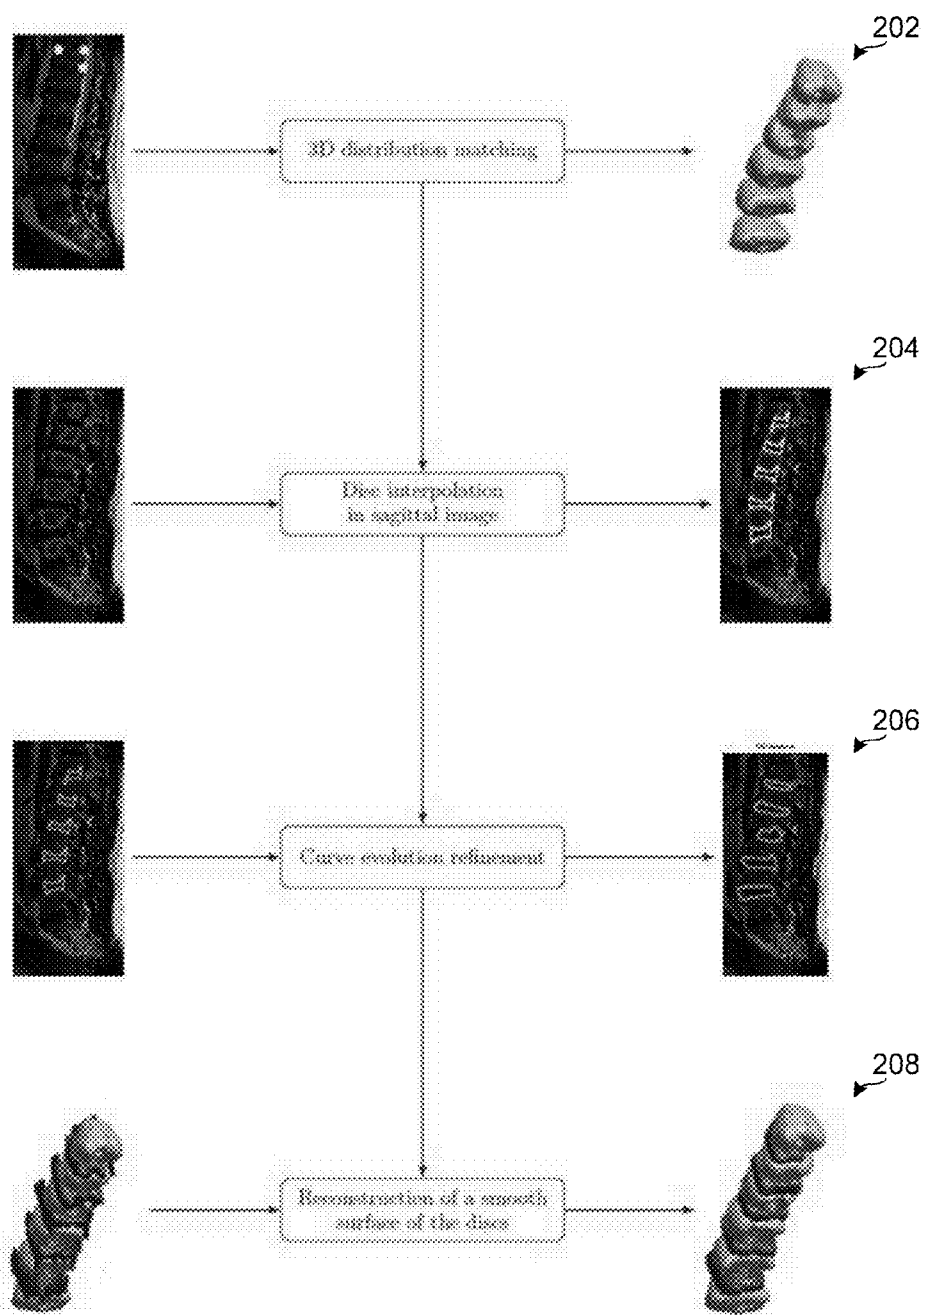 202
3D distribution matching
204
Disc interpolation
in sagittal image
206
Curve evolution refinement
208
Reconstruction of a smooth
surface of the discs